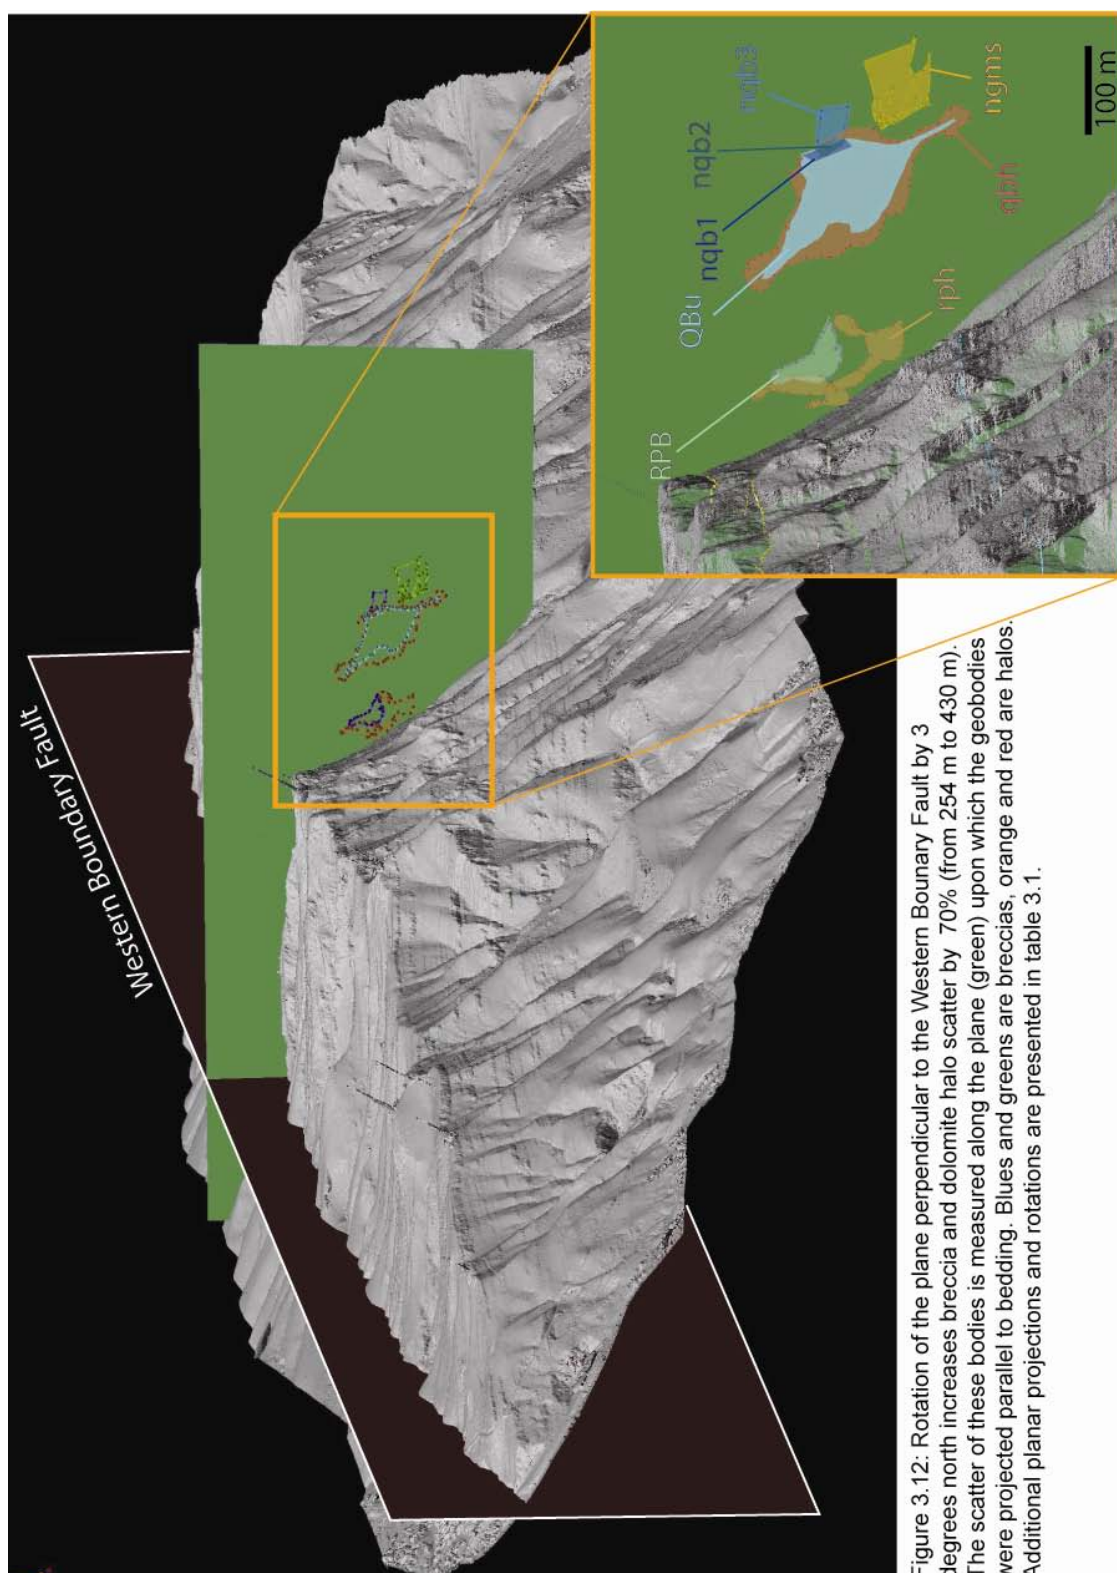 Western Boundary Fault
RPB
QBu
nqb1
nqb2
nqb3
rph
qbh
ngms
100 m
Figure 3.12: Rotation of the plane perpendicular to the Western Bounary Fault by 3
degrees north increases breccia and dolomite halo scatter by 70% (from 254 m to 430 m).
The scatter of these bodies is measured along the plane (green) upon which the geobodies
were projected parallel to bedding. Blues and greens are breccias, orange and red are halos.
Additional planar projections and rotations are presented in table 3.1.